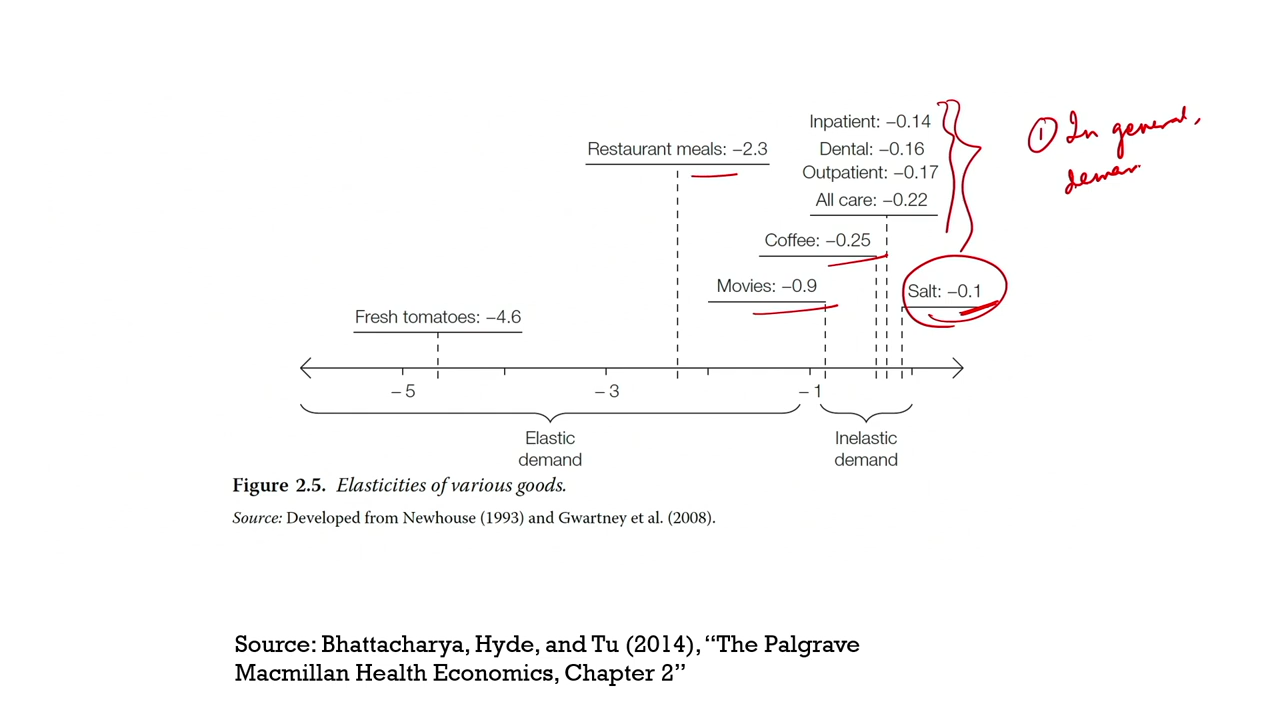 Inpatient: −0.14
① In general,
Restaurant meals: −2.3
Dental: −0.16
Outpatient: −0.17
deman
All care: −0.22
Coffee: −0.25
Movies: −0.9
Salt: −0.1
Fresh tomatoes: −4.6
−5
−3
−1
Elastic
demand
Inelastic
demand
Figure 2.5. Elasticities of various goods.
Source: Developed from Newhouse (1993) and Gwartney et al. (2008).
Source: Bhattacharya, Hyde, and Tu (2014), “The Palgrave
Macmillan Health Economics, Chapter 2”